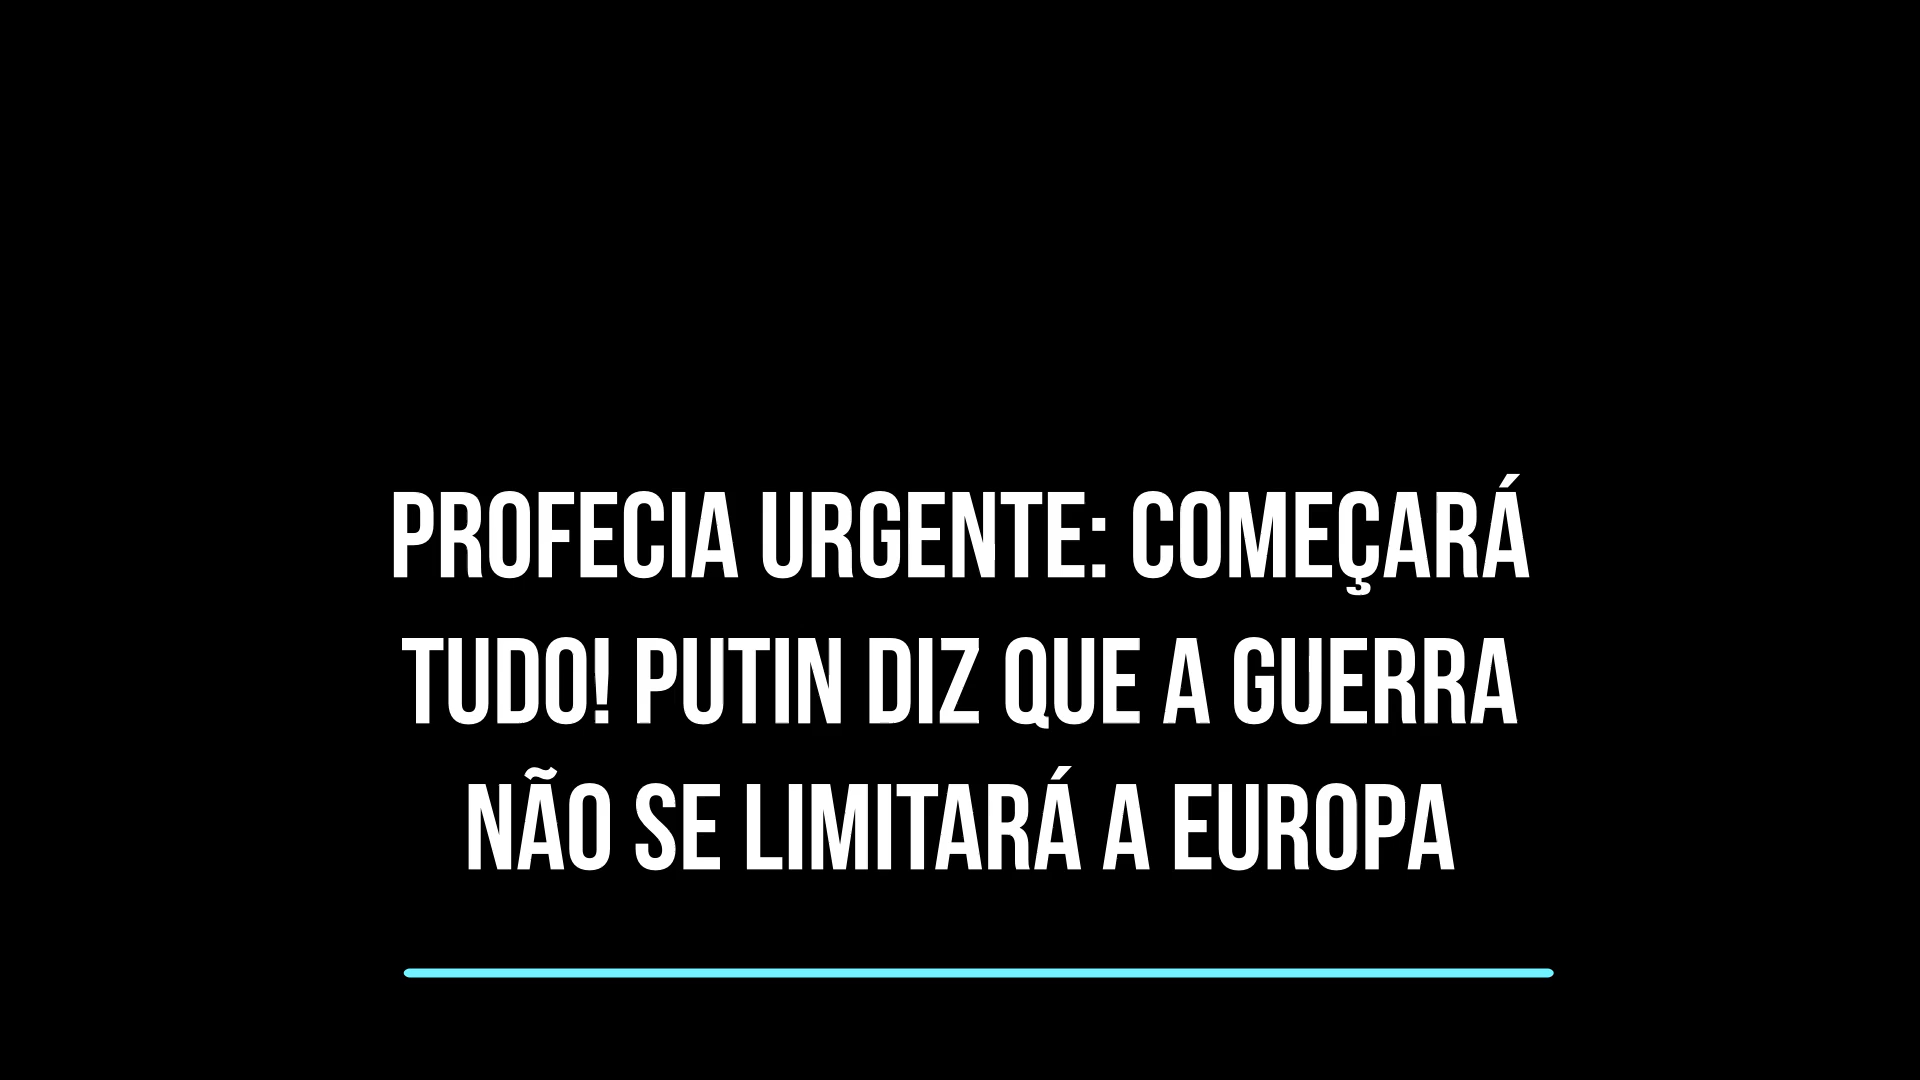 PROFECIA URGENTE: COMEÇARÁ
TUDO! PUTIN DIZ QUE A GUERRA
NÃO SE LIMITARÁ A EUROPA